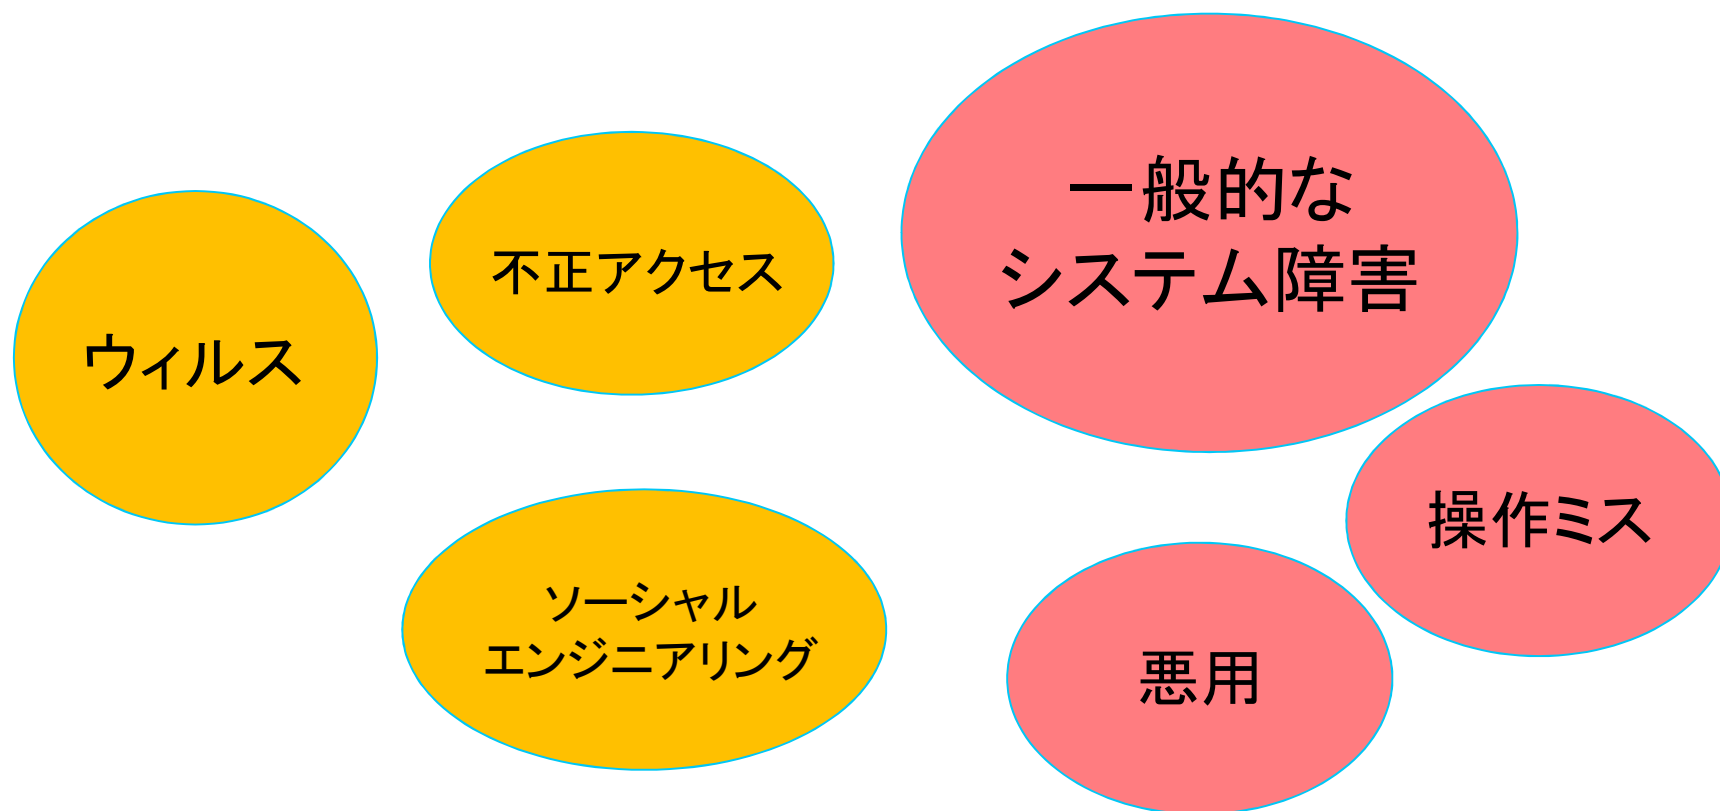 ウィルス
不正アクセス
ソーシャル
エンジニアリング
一般的な
システム障害
操作ミス
悪用